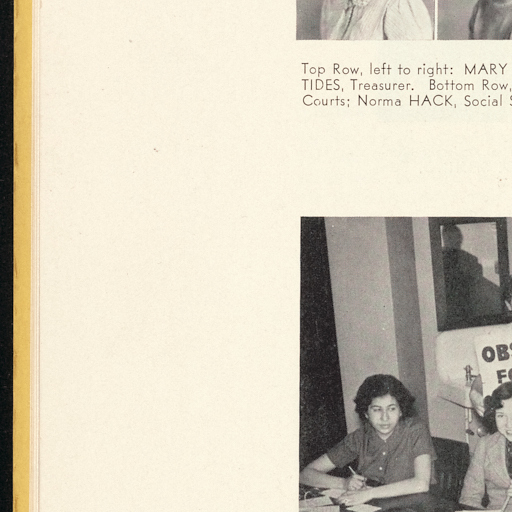 Top Row, left to right: MARY
TIDES, Treasurer. Bottom Row,
Courts; Norma HACK, Social S
OBS
FO